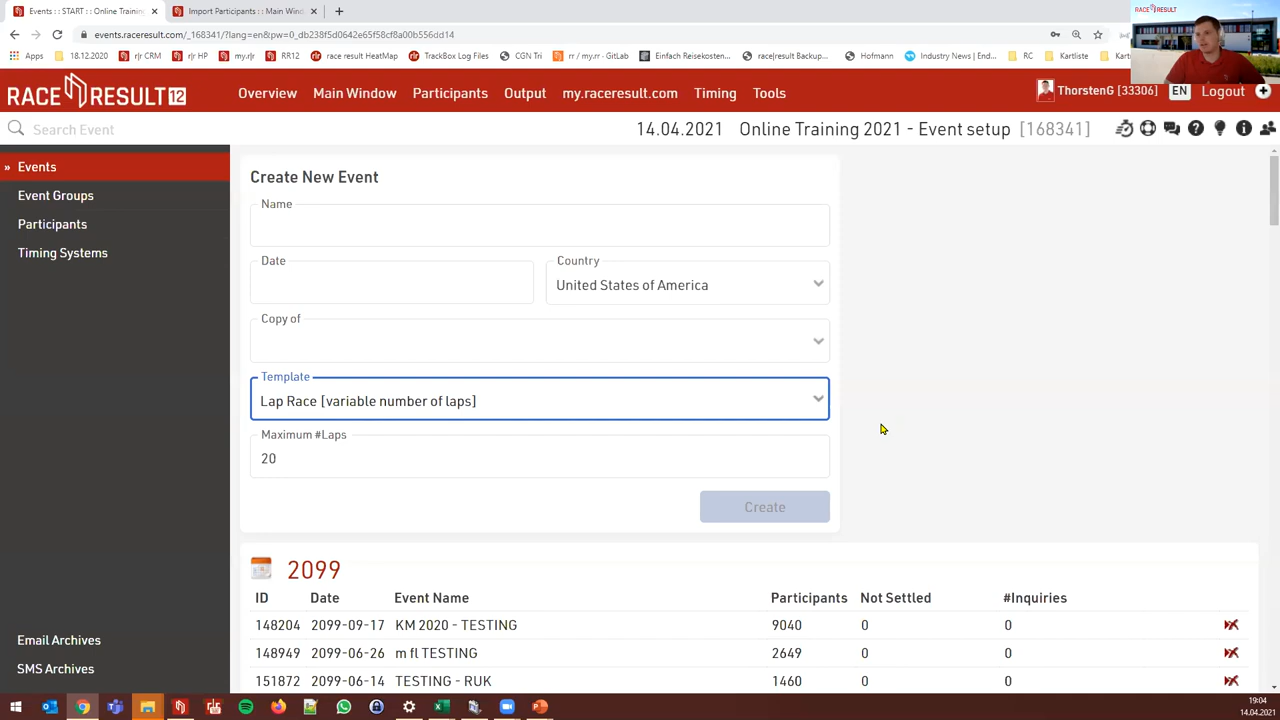 Events : : START : : Online Trainin
Import Participants : : Main Wind
events.raceresult.com/_168341/?lang=en&pw=0_db238f5d0642e65f58cf8a00b556dd14
Apps
18.12.2020
r|r CRM
r|r HP
my.r|r
RR12
race result HeatMap
TrackBox Log Files
CGN Tri
rr / my.rr · GitLab
Einfach Reisekosten...
race|result Backup...
Hofmann
Industry News | End...
RC
Kartliste
RACE RESULT 12
Overview
Main Window
Participants
Output
my.raceresult.com
Timing
Tools
ThorstenG [33306]
EN
Logout
Search Event
14.04.2021 Online Training 2021 - Event setup [168341]
» Events
Event Groups
Participants
Timing Systems
Email Archives
SMS Archives
Create New Event
Name
Date
Country
United States of America
Copy of
Template
Lap Race [variable number of laps]
Maximum #Laps
20
Create
2099
ID Date Event Name Participants Not Settled #Inquiries
148204 2099-09-17 KM 2020 - TESTING 9040 0 0
148949 2099-06-26 m fl TESTING 2649 0 0
151872 2099-06-14 TESTING - RUK 1460 0 0
19:04
14.04.2021